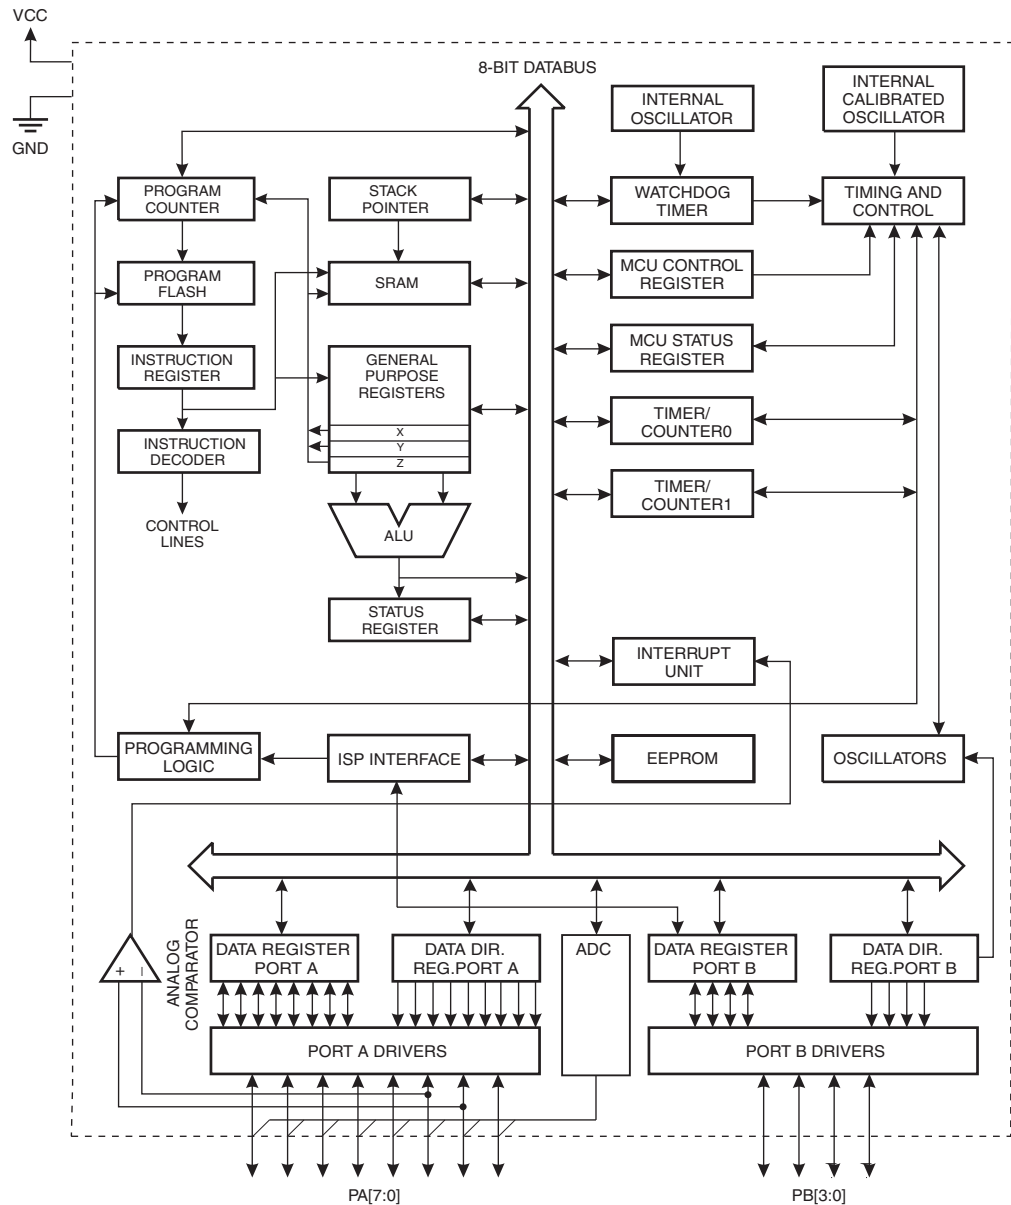 VCC
GND
8-BIT DATABUS
INTERNAL
OSCILLATOR
INTERNAL
CALIBRATED
OSCILLATOR
PROGRAM
COUNTER
STACK
POINTER
WATCHDOG
TIMER
TIMING AND
CONTROL
PROGRAM
FLASH
SRAM
MCU CONTROL
REGISTER
INSTRUCTION
REGISTER
GENERAL
PURPOSE
REGISTERS
X
Y
Z
MCU STATUS
REGISTER
INSTRUCTION
DECODER
TIMER/
COUNTER0
CONTROL
LINES
ALU
TIMER/
COUNTER1
STATUS
REGISTER
INTERRUPT
UNIT
PROGRAMMING
LOGIC
ISP INTERFACE
EEPROM
OSCILLATORS
ANALOG
COMPARATOR
+
–
DATA REGISTER
PORT A
DATA DIR.
REG.PORT A
ADC
DATA REGISTER
PORT B
DATA DIR.
REG.PORT B
PORT A DRIVERS
PORT B DRIVERS
PA[7:0]
PB[3:0]